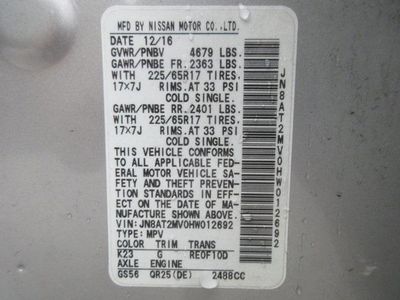 MFD BY NISSAN MOTOR CO.,LTD.
DATE 12/16
GVWR/PNBV 4679 LBS.
GAWR/PNBE FR. 2363 LBS.
WITH 225/65R17 TIRES,
17×7J RIMS.AT 33 PSI
COLD SINGLE.
GAWR/PNBE RR. 2401 LBS.
WITH 225/65R17 TIRES,
17×7J RIMS.AT 33 PSI
COLD SINGLE.
THIS VEHICLE CONFORMS
TO ALL APPLICABLE FED-
ERAL MOTOR VEHICLE SA-
FETY AND THEFT PREVEN-
TION STANDARDS IN EFF-
ECT ON THE DATE OF MA-
NUFACTURE SHOWN ABOVE.
VIN: JN8AT2MV0HW012692
TYPE: MPV
COLOR TRIM TRANS
K23 G RE0F10D
AXLE ENGINE
GS56 QR25(DE) 2488CC
JN8AT2MV0HW012692